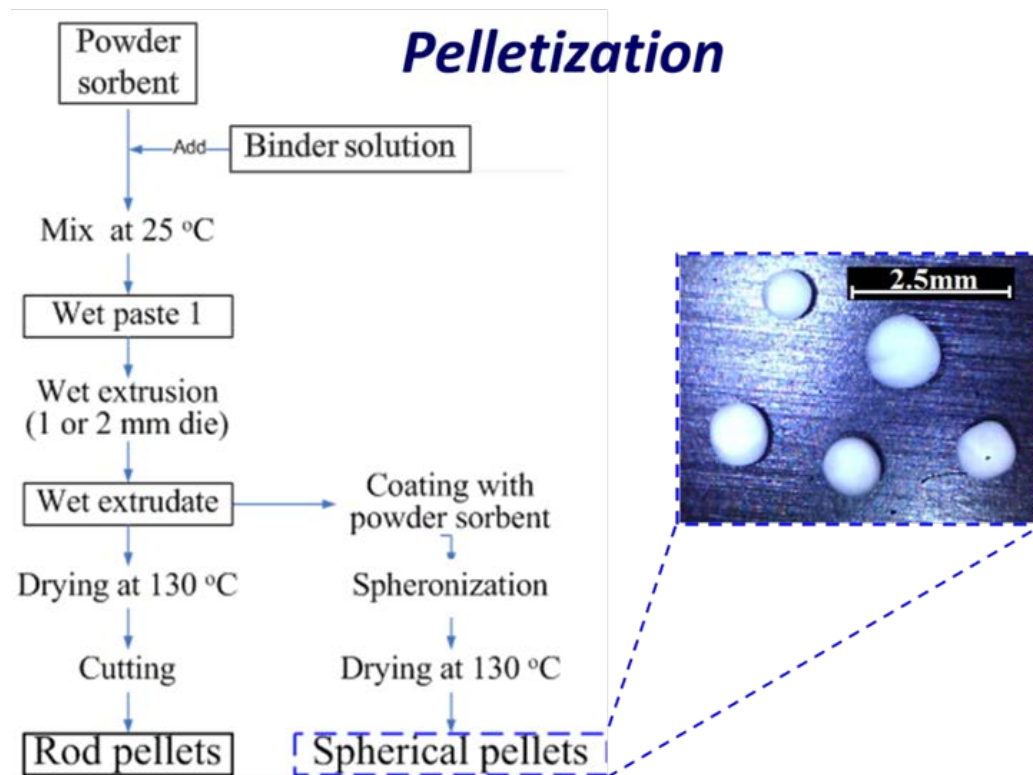 Pelletization
Powder
sorbent
Add
Binder solution
Mix at 25 °C
Wet paste 1
Wet extrusion
(1 or 2 mm die)
Wet extrudate
Coating with
powder sorbent
Drying at 130 °C
Spheronization
Cutting
Drying at 130 °C
Rod pellets
Spherical pellets
2.5mm